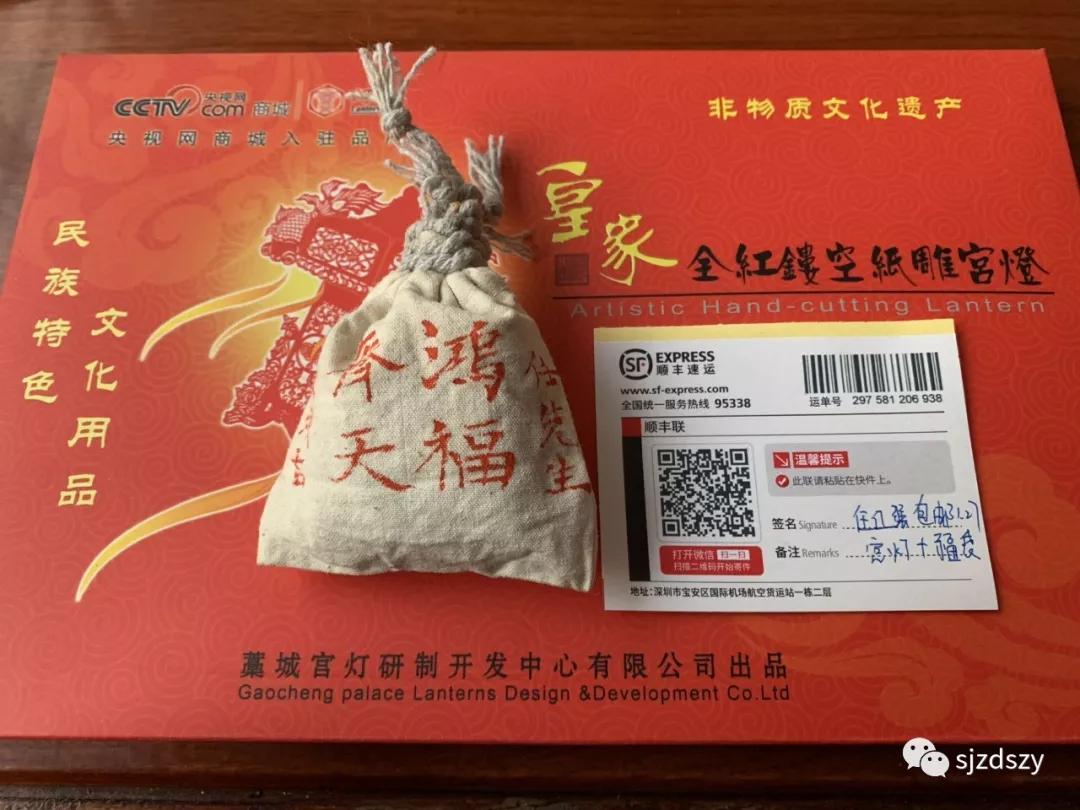 CCTV 央视网 com 商城
央视网商城入驻品
非物质文化遗产
民族特色
文化用品
皇家
全紅鏤空紙雕宮燈
Artistic Hand-cutting Lantern
任先生
鸿福
齐天
SF EXPRESS
顺丰速运
www.sf-express.com
全国统一服务热线 95338
运单号 297 581 206 938
顺丰联
温馨提示
此联请粘贴在快件上。
签名 Signature
备注 Remarks 宫灯+福袋
打开微信 扫一扫
扫描二维码开始寄件
地址:深圳市宝安区国际机场航空货运站一栋二层
藁城宫灯研制开发中心有限公司出品
Gaocheng palace Lanterns Design &Development Co.Ltd
sjzdszy